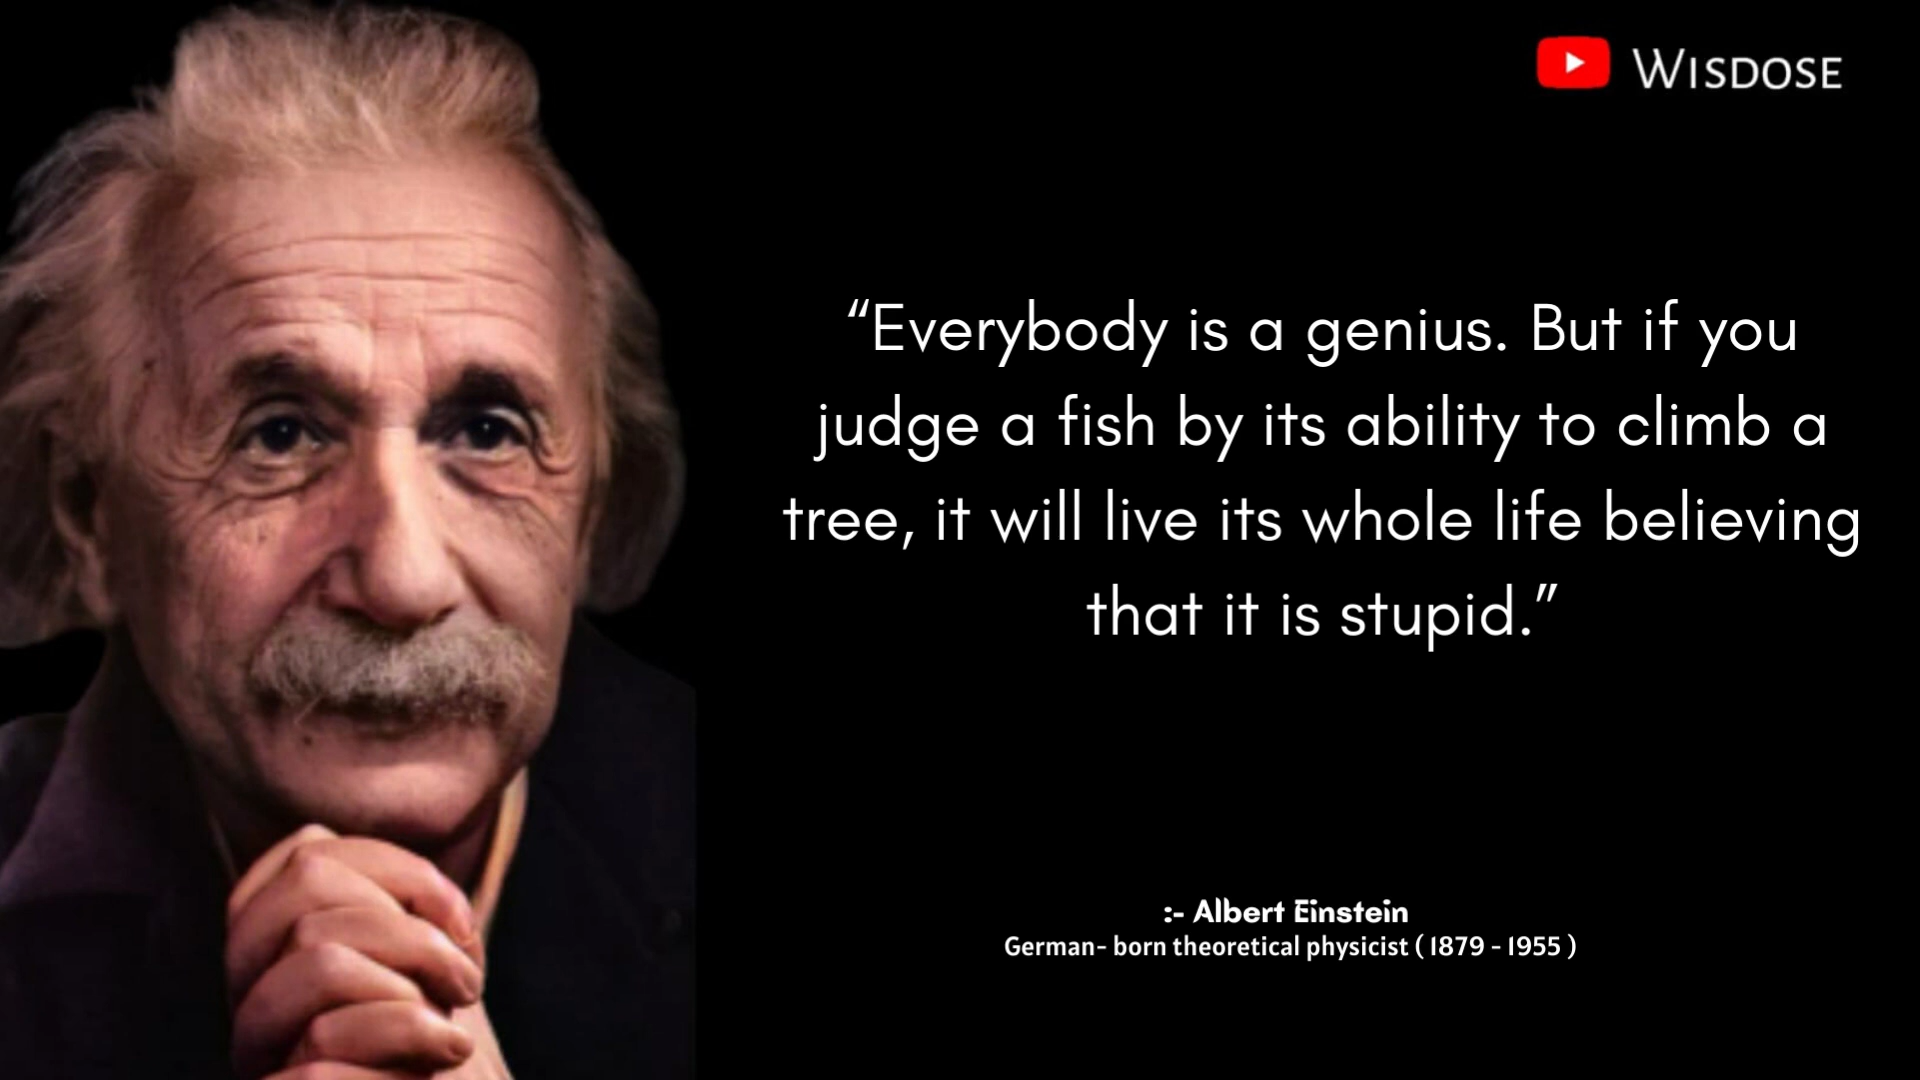 WISDOSE
“Everybody is a genius. But if you
judge a fish by its ability to climb a
tree, it will live its whole life believing
that it is stupid.”
:- Albert Einstein
German- born theoretical physicist ( 1879 - 1955 )